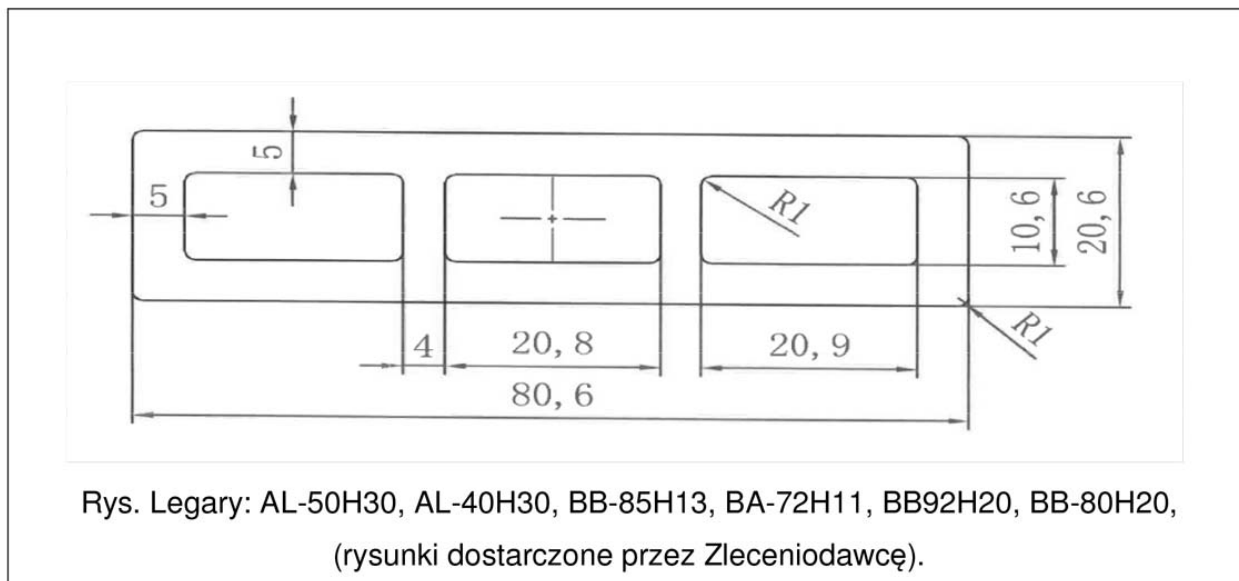 5
5
R1
10,6
20,6
R1
4
20,8
20,9
80,6
Rys. Legary: AL-50H30, AL-40H30, BB-85H13, BA-72H11, BB92H20, BB-80H20,
(rysunki dostarczone przez Zleceniodawcę).